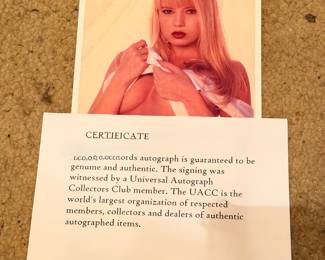 CERTIFICATE
autograph is guaranteed to be
genuine and authentic. The signing was
witnessed by a Universal Autograph
Collectors Club member. The UACC is the
world's largest organization of respected
members, collectors and dealers of authentic
autographed items.